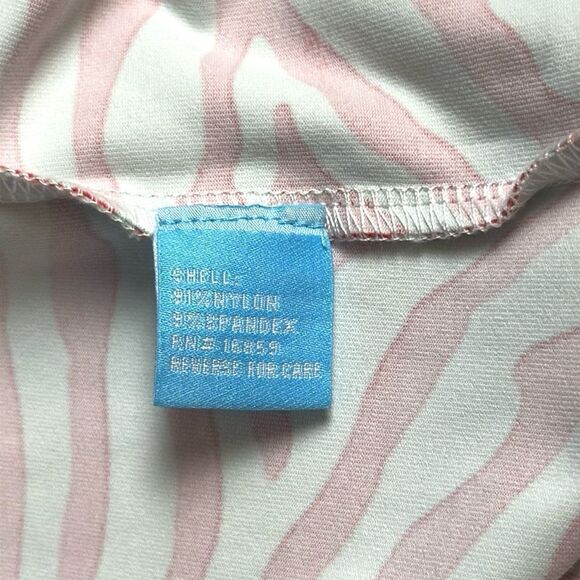 SHELL:
91%NYLON
9%SPANDEX
RN# 16859
REVERSE FOR CARE